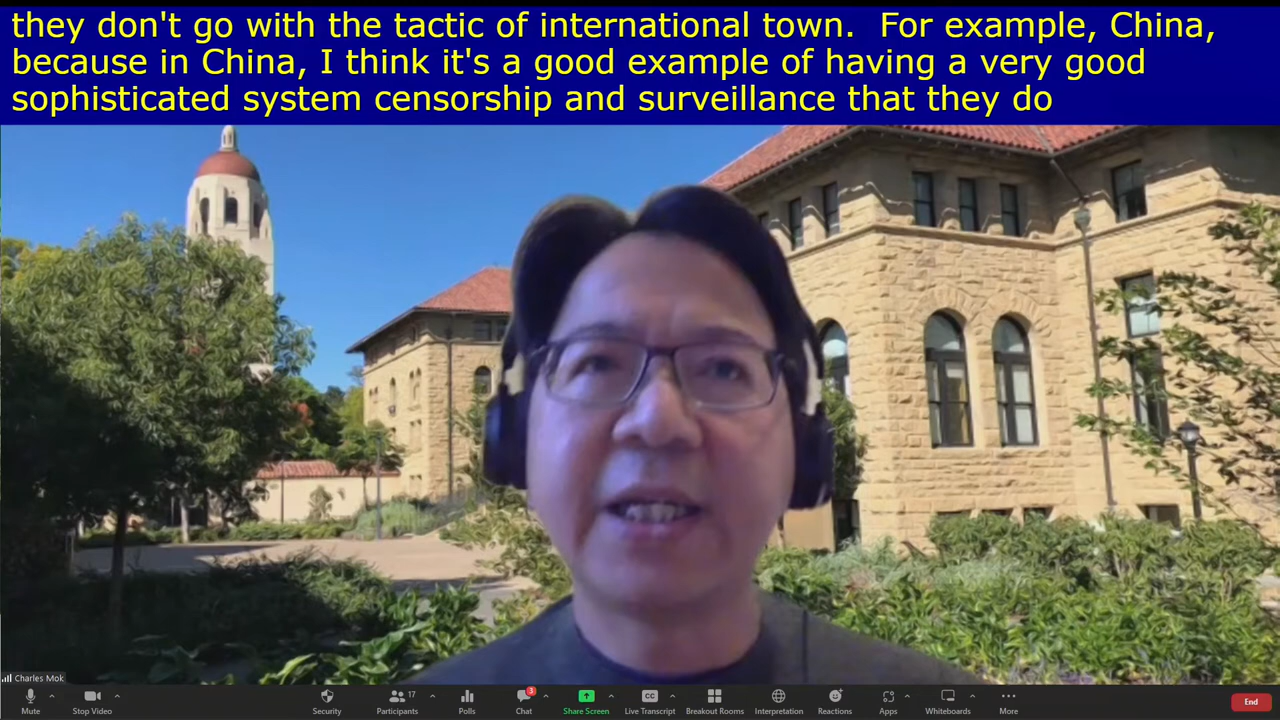 they don't go with the tactic of international town.  For example, China,
because in China, I think it's a good example of having a very good
sophisticated system censorship and surveillance that they do
Charles Mok
Mute
Stop Video
Security
17
Participants
Polls
3
Chat
Share Screen
CC
Live Transcript
Breakout Rooms
Interpretation
Reactions
Apps
Whiteboards
More
End